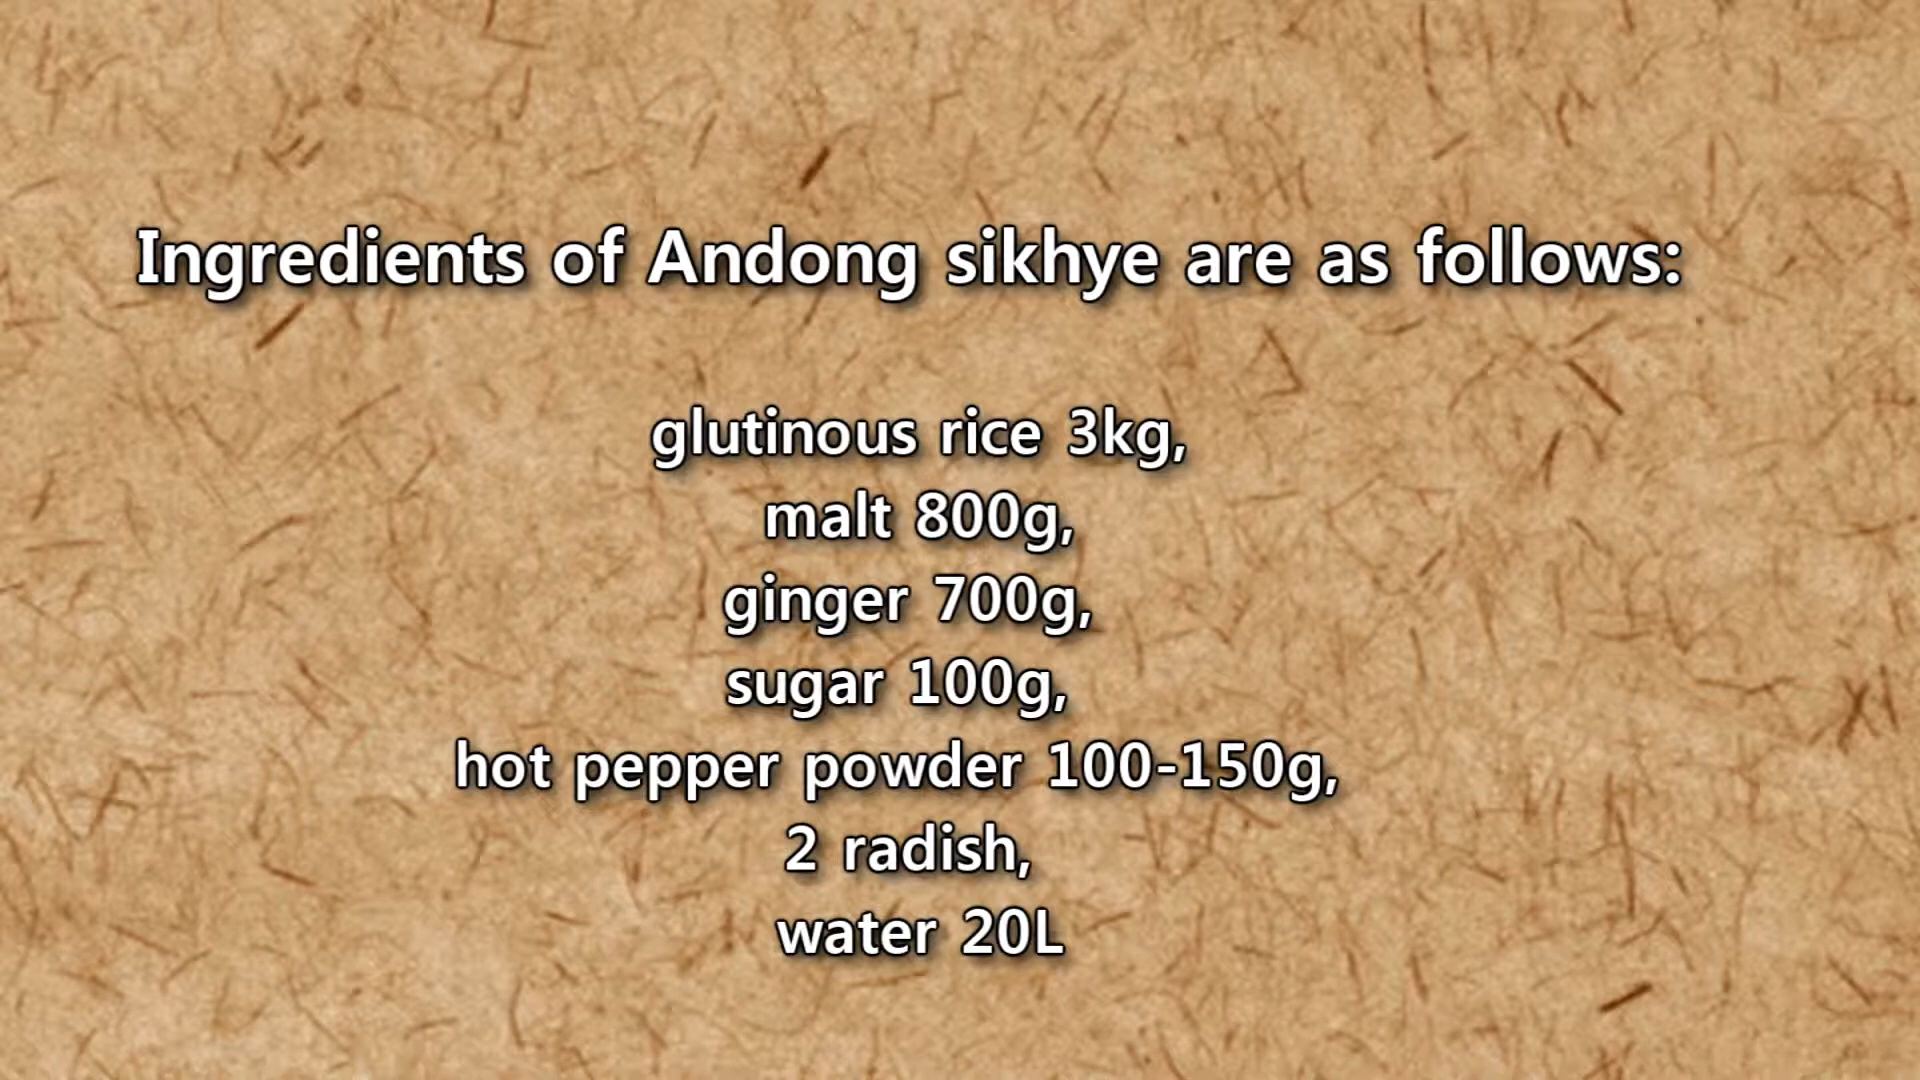 Ingredients of Andong sikhye are as follows:
glutinous rice 3kg,
malt 800g,
ginger 700g,
sugar 100g,
hot pepper powder 100-150g,
2 radish,
water 20L